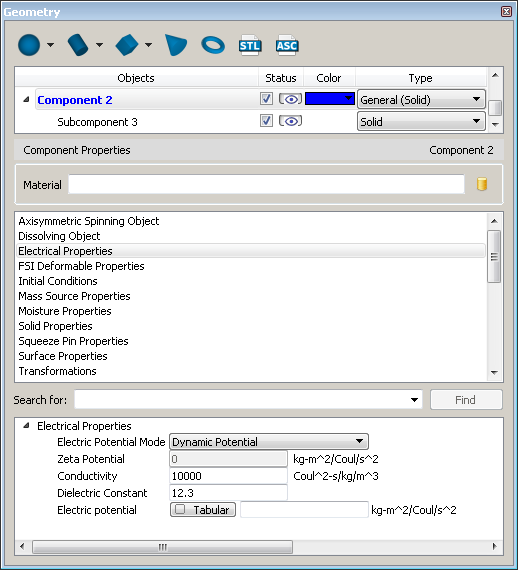 Geometry
STL ASC
Objects Status Color Type
Component 2 General (Solid)
Subcomponent 3 Solid
Component Properties Component 2
Material
Axisymmetric Spinning Object
Dissolving Object
Electrical Properties
FSI Deformable Properties
Initial Conditions
Mass Source Properties
Moisture Properties
Solid Properties
Squeeze Pin Properties
Surface Properties
Transformations
Search for: Find
Electrical Properties
Electric Potential Mode Dynamic Potential
Zeta Potential 0 kg-m^2/Coul/s^2
Conductivity 10000 Coul^2-s/kg/m^3
Dielectric Constant 12.3
Electric potential Tabular kg-m^2/Coul/s^2